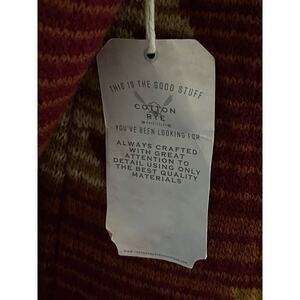 THIS IS THE GOOD STUFF
COTTON
RYE
YOU'VE BEEN LOOKING FOR
ALWAYS CRAFTED
WITH GREAT
ATTENTION TO
DETAIL USING ONLY
THE BEST QUALITY
MATERIALS